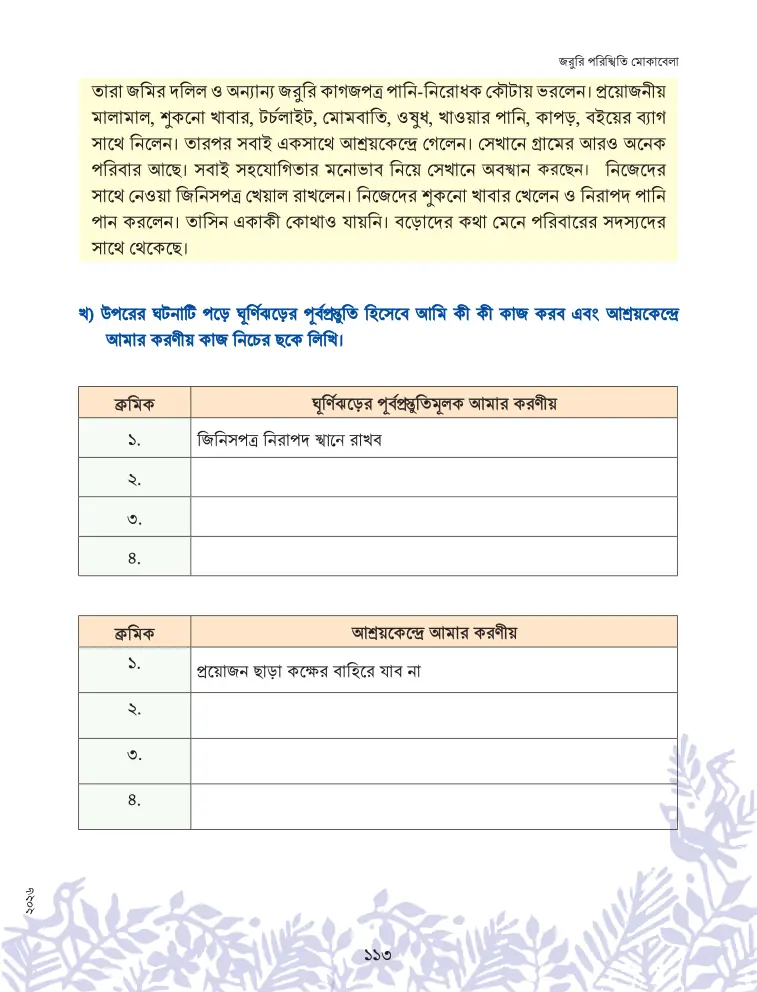 জরুরি পরিস্থিতি মোকাবেলা
তারা জমির দলিল ও অন্যান্য জরুরি কাগজপত্র পানি-নিরোধক কৌটায় ভরলেন। প্রয়োজনীয়
মালামাল, শুকনো খাবার, টর্চলাইট, মোমবাতি, ওষুধ, খাওয়ার পানি, কাপড়, বইয়ের ব্যাগ
সাথে নিলেন। তারপর সবাই একসাথে আশ্রয়কেন্দ্রে গেলেন। সেখানে গ্রামের আরও অনেক
পরিবার আছে। সবাই সহযোগিতার মনোভাব নিয়ে সেখানে অবস্থান করছেন। নিজেদের
সাথে নেওয়া জিনিসপত্র খেয়াল রাখলেন। নিজেদের শুকনো খাবার খেলেন ও নিরাপদ পানি
পান করলেন। তাসিন একাকী কোথাও যায়নি। বড়োদের কথা মেনে পরিবারের সদস্যদের
সাথে থেকেছে।
খ) উপরের ঘটনাটি পড়ে ঘূর্ণিঝড়ের পূর্বপ্রস্তুতি হিসেবে আমি কী কী কাজ করব এবং আশ্রয়কেন্দ্রে
আমার করণীয় কাজ নিচের ছকে লিখি।
ক্রমিক ঘূর্ণিঝড়ের পূর্বপ্রস্তুতিমূলক আমার করণীয়
১. জিনিসপত্র নিরাপদ স্থানে রাখব
২.
৩.
৪.
ক্রমিক আশ্রয়কেন্দ্রে আমার করণীয়
১. প্রয়োজন ছাড়া কক্ষের বাহিরে যাব না
২.
৩.
৪.
২০২৬
১১৩